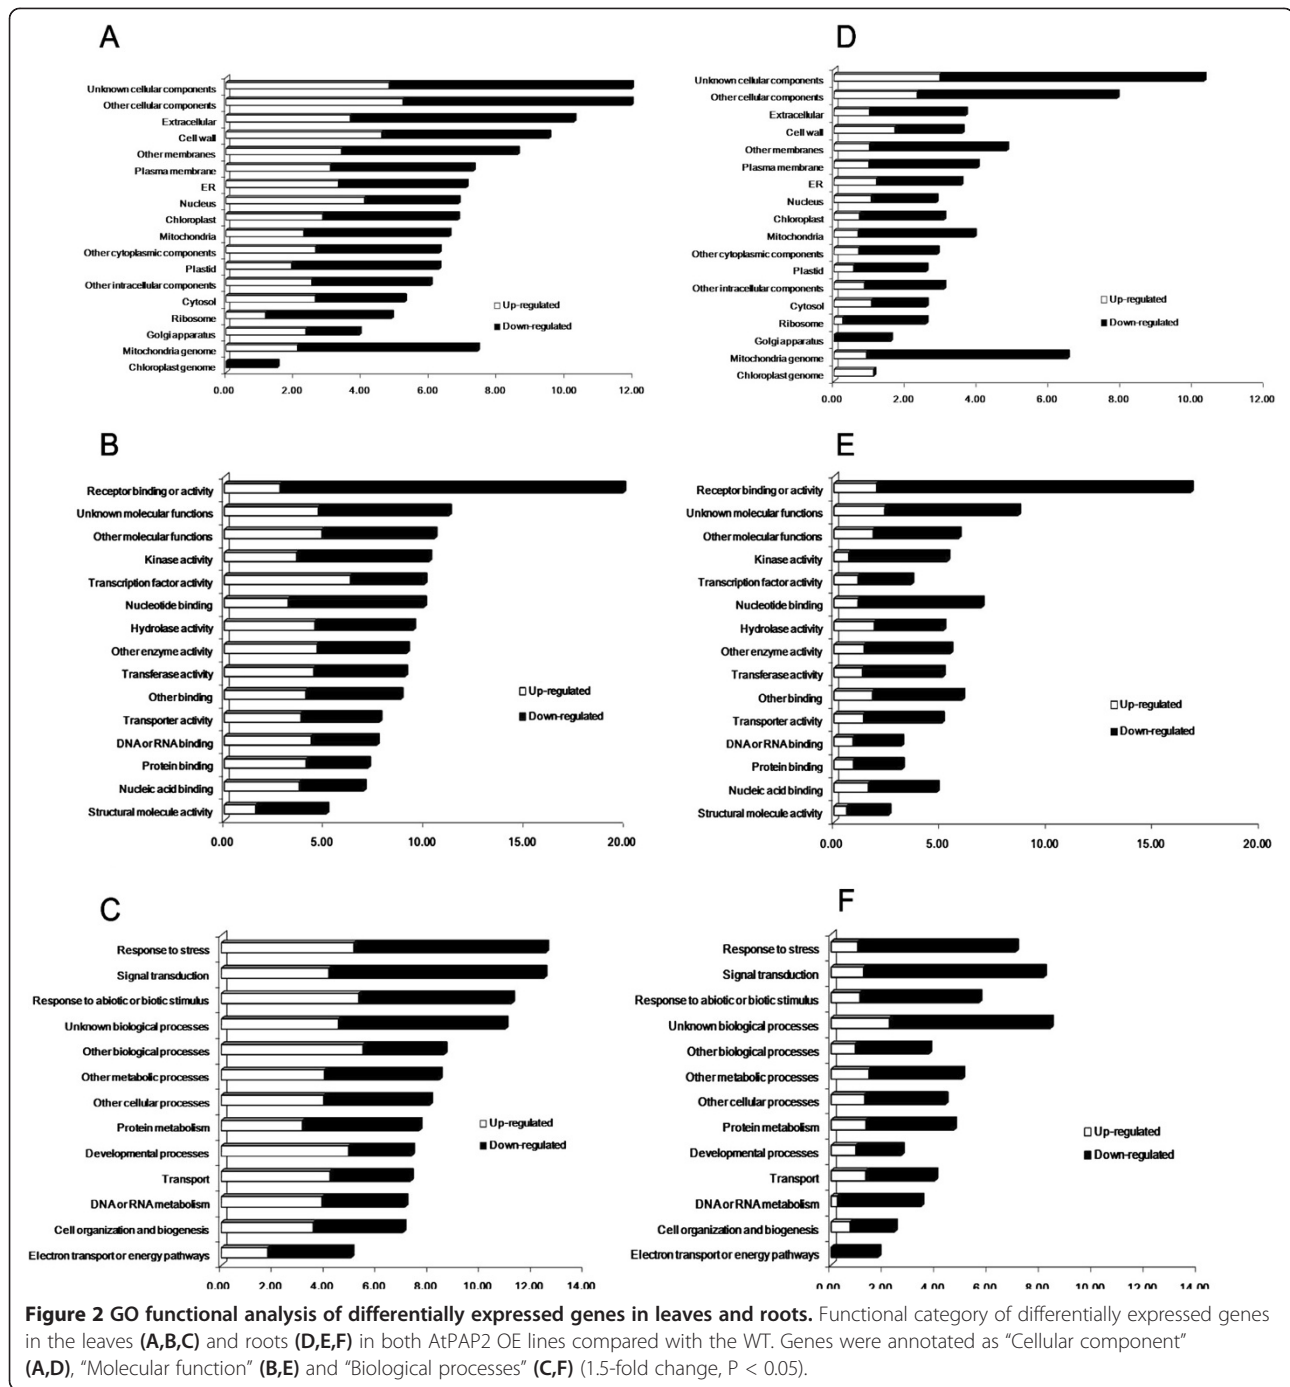 A
Unknown cellular components
Other cellular components
Extracellular
Cell wall
Other membranes
Plasma membrane
ER
Nucleus
Chloroplast
Mitochondria
Other cytoplasmic components
Plastid
Other intracellular components
Cytosol
Ribosome
Golgi apparatus
Mitochondria genome
Chloroplast genome
Up-regulated
Down-regulated
0.00 2.00 4.00 6.00 8.00 10.00 12.00
D
Unknown cellular components
Other cellular components
Extracellular
Cell wall
Other membranes
Plasma membrane
ER
Nucleus
Chloroplast
Mitochondria
Other cytoplasmic components
Plastid
Other intracellular components
Cytosol
Ribosome
Golgi apparatus
Mitochondria genome
Chloroplast genome
Up-regulated
Down-regulated
0.00 2.00 4.00 6.00 8.00 10.00 12.00
B
Receptor binding or activity
Unknown molecular functions
Other molecular functions
Kinase activity
Transcription factor activity
Nucleotide binding
Hydrolase activity
Other enzyme activity
Transferase activity
Other binding
Transporter activity
DNA or RNA binding
Protein binding
Nucleic acid binding
Structural molecule activity
Up-regulated
Down-regulated
0.00 5.00 10.00 15.00 20.00
E
Receptor binding or activity
Unknown molecular functions
Other molecular functions
Kinase activity
Transcription factor activity
Nucleotide binding
Hydrolase activity
Other enzyme activity
Transferase activity
Other binding
Transporter activity
DNA or RNA binding
Protein binding
Nucleic acid binding
Structural molecule activity
Up-regulated
Down-regulated
0.00 5.00 10.00 15.00 20.00
C
Response to stress
Signal transduction
Response to abiotic or biotic stimulus
Unknown biological processes
Other biological processes
Other metabolic processes
Other cellular processes
Protein metabolism
Developmental processes
Transport
DNA or RNA metabolism
Cell organization and biogenesis
Electron transport or energy pathways
Up-regulated
Down-regulated
0.00 2.00 4.00 6.00 8.00 10.00 12.00 14.00
F
Response to stress
Signal transduction
Response to abiotic or biotic stimulus
Unknown biological processes
Other biological processes
Other metabolic processes
Other cellular processes
Protein metabolism
Developmental processes
Transport
DNA or RNA metabolism
Cell organization and biogenesis
Electron transport or energy pathways
Up-regulated
Down-regulated
0.00 2.00 4.00 6.00 8.00 10.00 12.00 14.00
Figure 2 GO functional analysis of differentially expressed genes in leaves and roots. Functional category of differentially expressed genes
in the leaves (A,B,C) and roots (D,E,F) in both AtPAP2 OE lines compared with the WT. Genes were annotated as “Cellular component”
(A,D), “Molecular function” (B,E) and “Biological processes” (C,F) (1.5-fold change, P < 0.05).